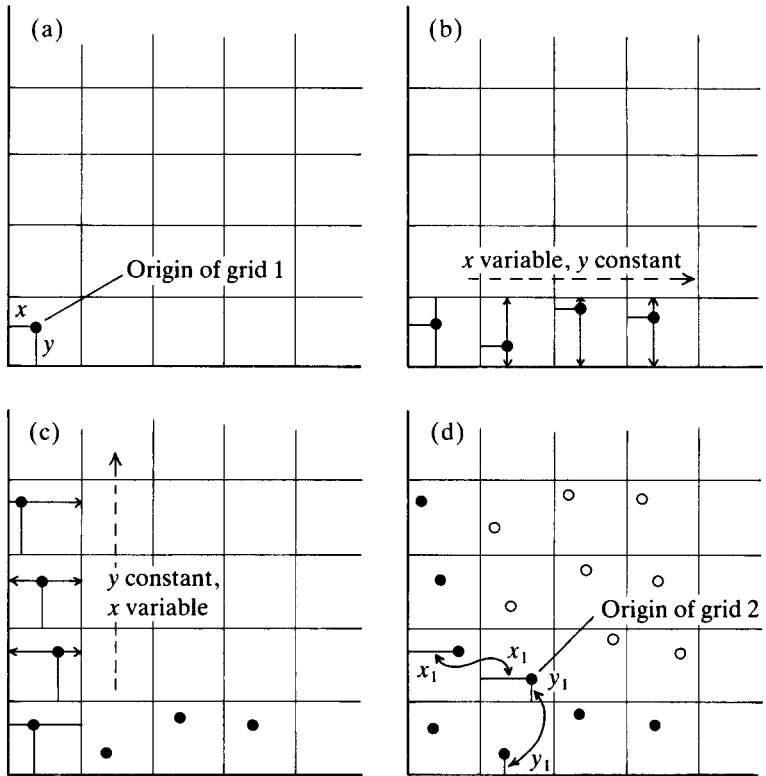 (a)
Origin of grid 1
x
y
(b)
x variable, y constant
(c)
y constant,
x variable
(d)
Origin of grid 2
x₁
x₁
y₁
y₁